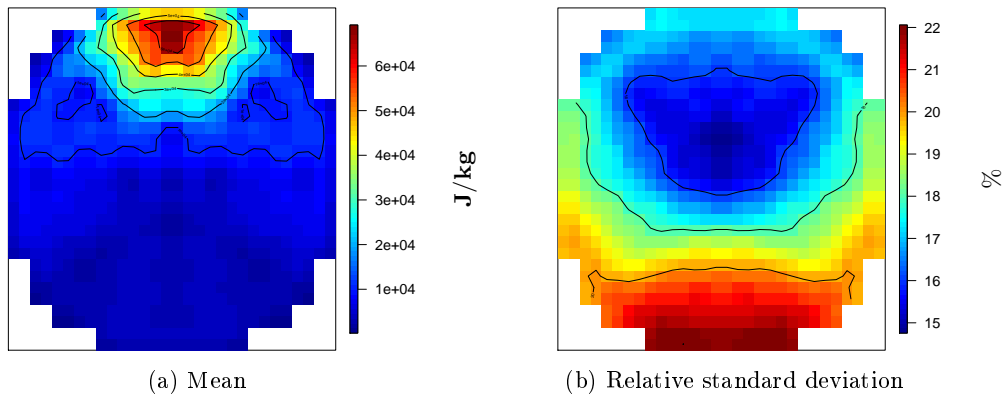 6e+04
5e+04
4e+04
3e+04
2e+04
1e+04
J/kg
22
21
20
19
18
17
16
15
%
(a) Mean
(b) Relative standard deviation